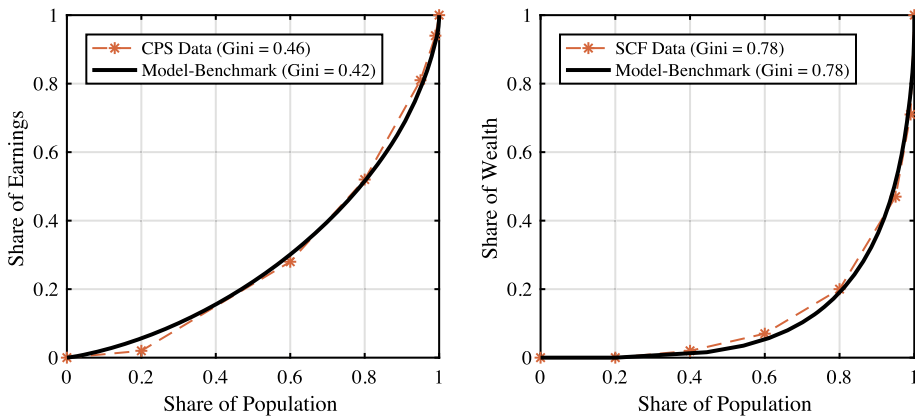 1
0.8
0.6
0.4
0.2
0
Share of Earnings
CPS Data (Gini = 0.46)
Model-Benchmark (Gini = 0.42)
0 0.2 0.4 0.6 0.8 1
Share of Population
1
0.8
0.6
0.4
0.2
0
Share of Wealth
SCF Data (Gini = 0.78)
Model-Benchmark (Gini = 0.78)
0 0.2 0.4 0.6 0.8 1
Share of Population